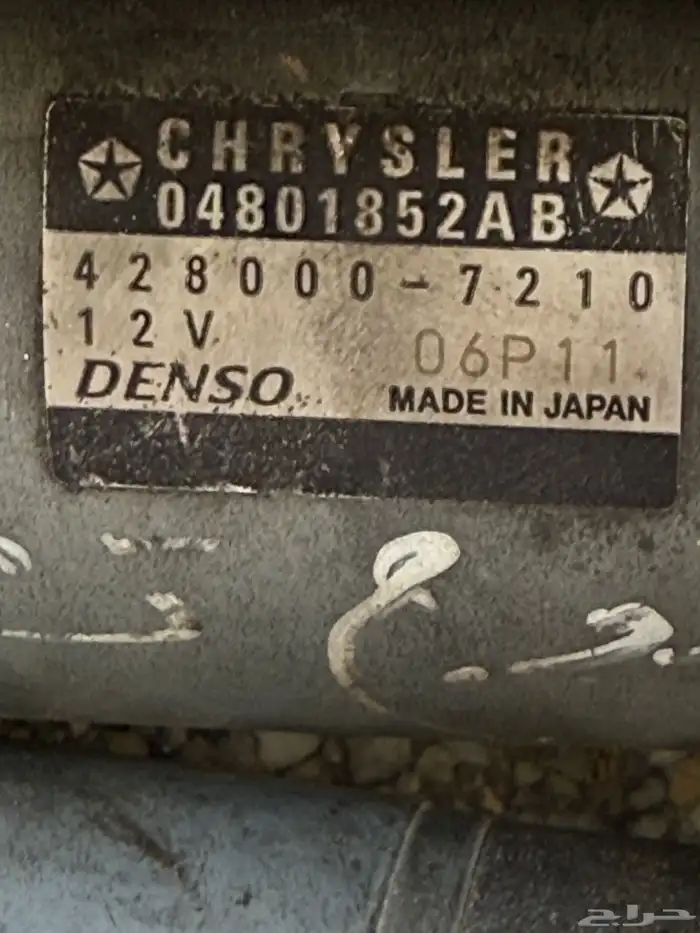 CHRYSLER
04801852AB
428000-7210
12V
06P11
DENSO
MADE IN JAPAN
حراج